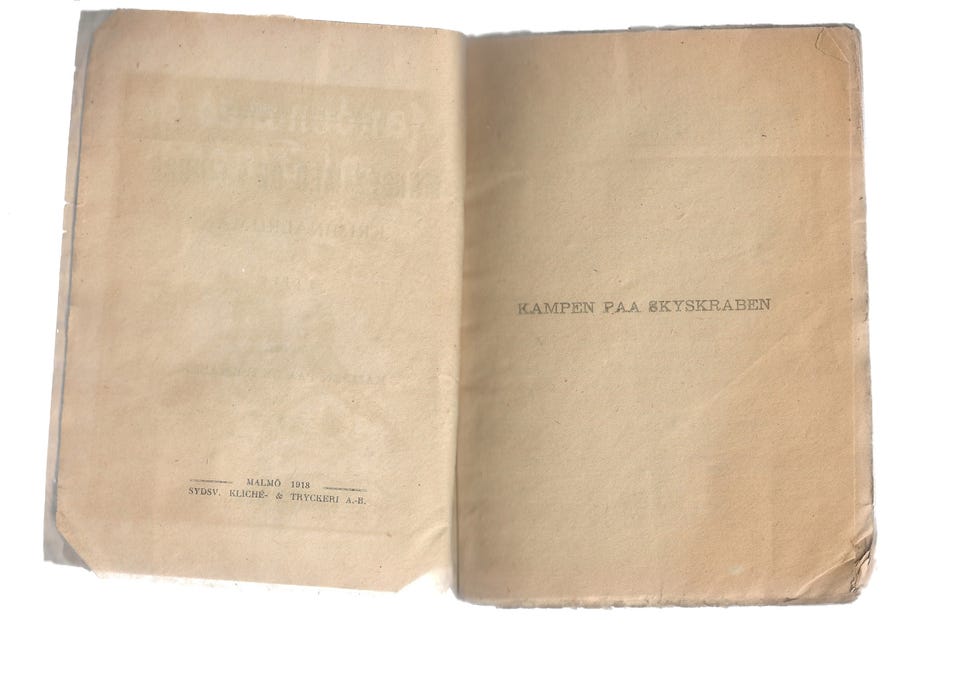 MALMÖ 1918
SYDSV. KLICHÉ- & TRYCKERI A.-B.
KAMPEN PAA SKYSKRABEN